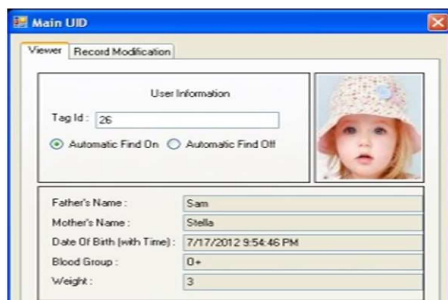 Main UID
Viewer Record Modification
User Information
Tag Id : 26
Automatic Find On Automatic Find Off
Father's Name : Sam
Mother's Name : Stella
Date Of Birth (with Time) : 7/17/2012 9:54:46 PM
Blood Group : O+
Weight : 3